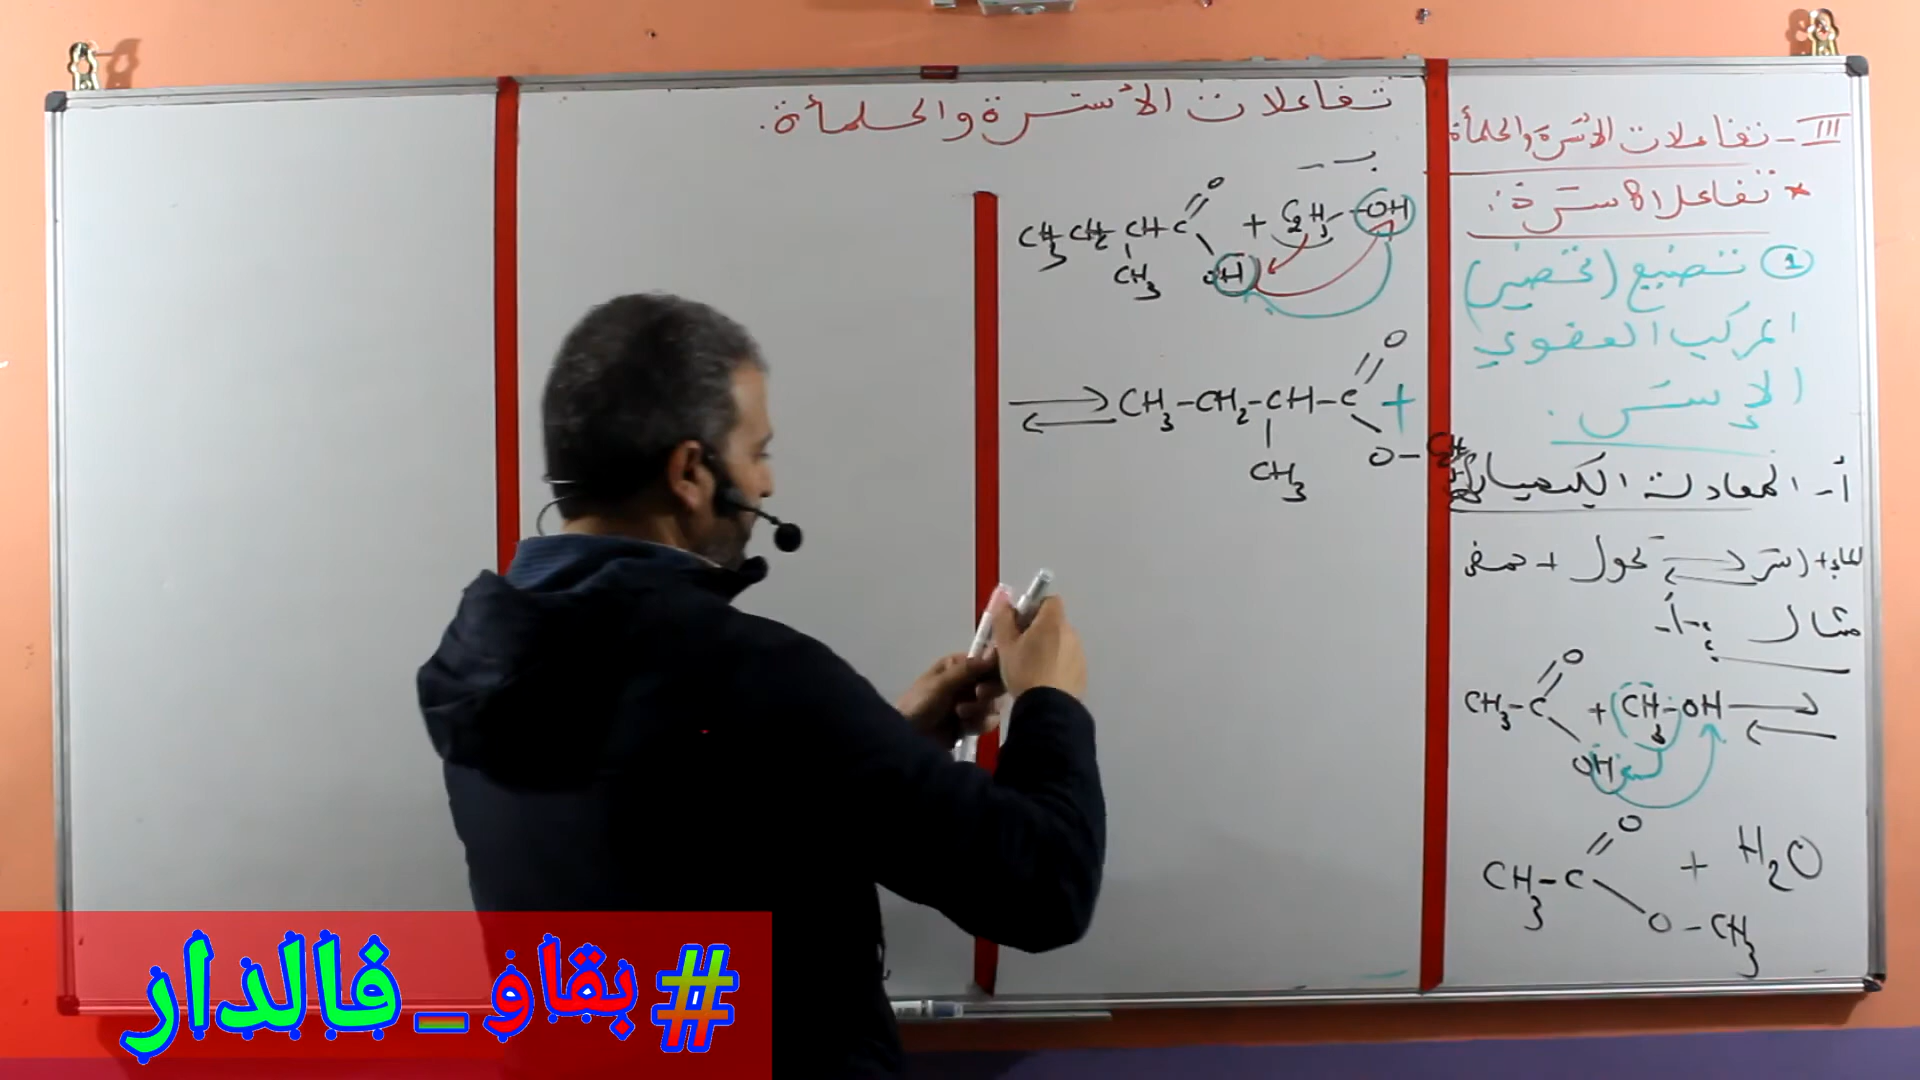 تفاعلات الأسترة والحلمأة.
III - تفاعلات الأسترة والحلمأة
* تفاعل الأسترة:
① تصنيع (تحضير)
المركب العضوي
الإستر.
أ- المعادلة الكيميائية
حمض + كحول ⇌ إستر + الماء
مثال: -أ-
O
CH3-C + CH3-OH ⇌
OH
O
CH3-C + H2O
O-CH3
ب-
O
CH3 CH2 CH C + C2H5-OH
CH3 OH
O
⇌ CH3-CH2-CH-C +
O-C2H5
CH3
#بقاو_فالدار